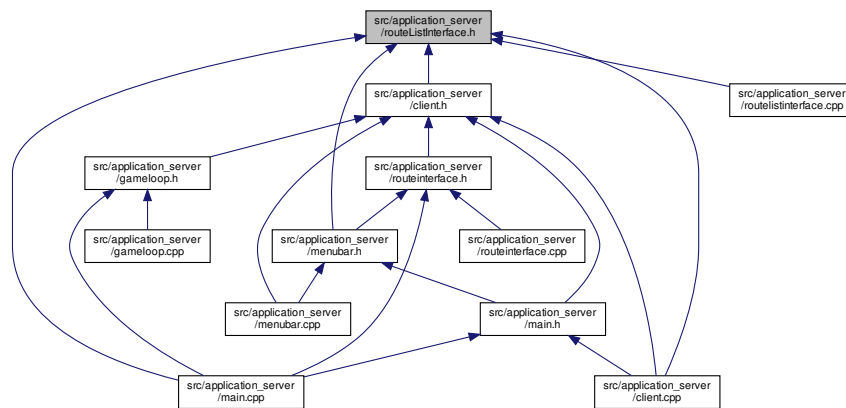 src/application_server
/routeListInterface.h
src/application_server
/client.h
src/application_server
/routelistinterface.cpp
src/application_server
/gameloop.h
src/application_server
/routeinterface.h
src/application_server
/gameloop.cpp
src/application_server
/menubar.h
src/application_server
/routeinterface.cpp
src/application_server
/menubar.cpp
src/application_server
/main.h
src/application_server
/main.cpp
src/application_server
/client.cpp